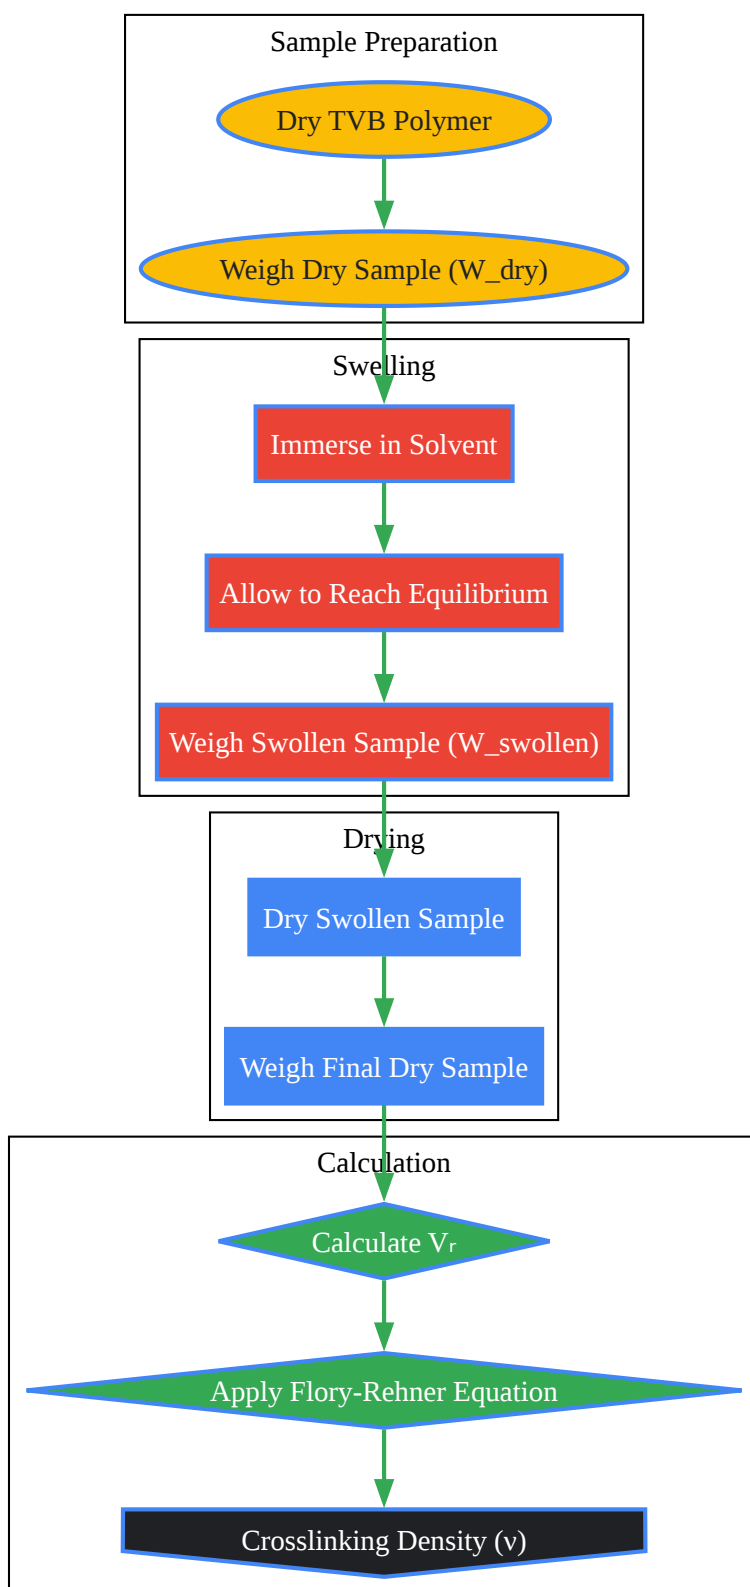 Sample Preparation
Dry TVB Polymer
Weigh Dry Sample (W_dry)
Swelling
Immerse in Solvent
Allow to Reach Equilibrium
Weigh Swollen Sample (W_swollen)
Drying
Dry Swollen Sample
Weigh Final Dry Sample
Calculation
Calculate Vᵣ
Apply Flory-Rehner Equation
Crosslinking Density (ν)